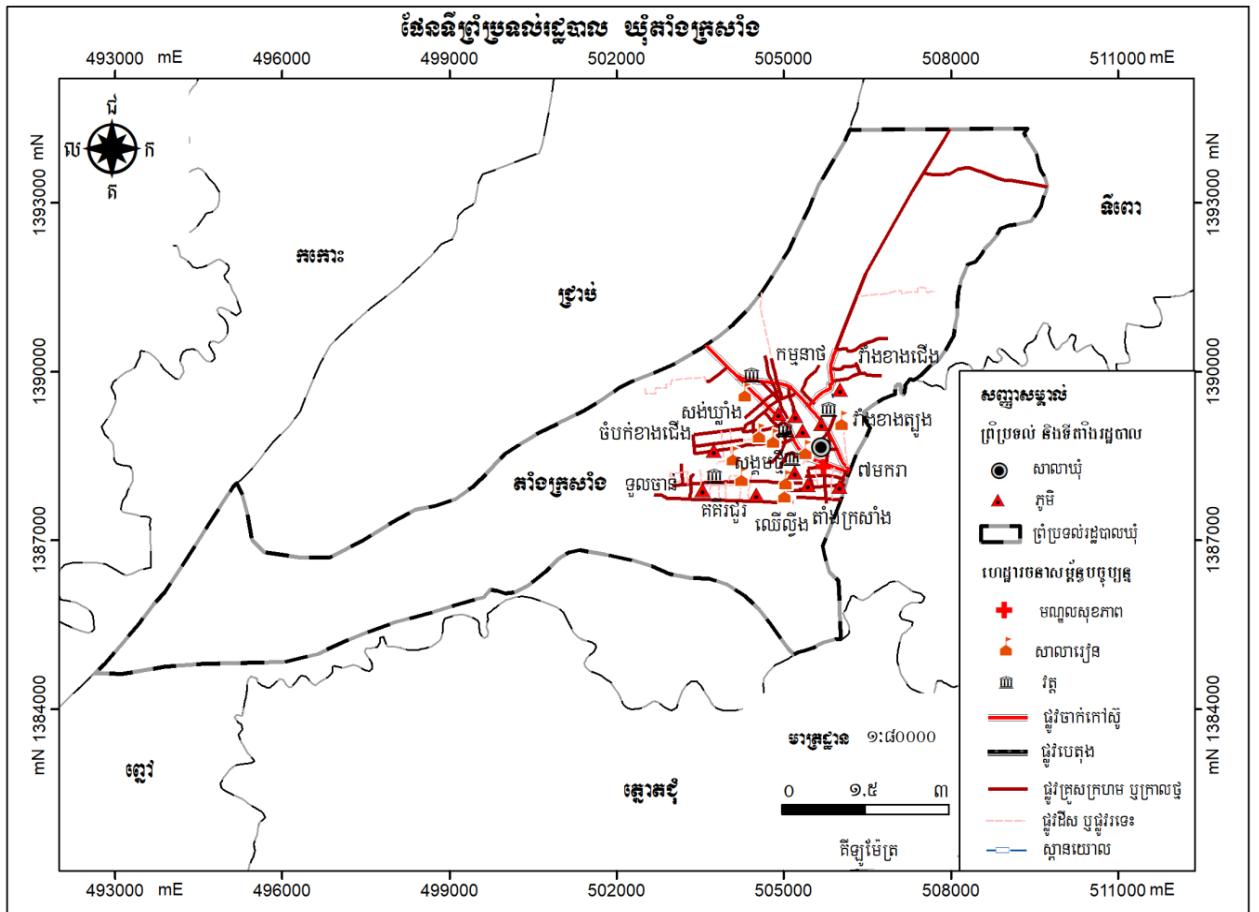 ផែនទីព្រំប្រទល់រដ្ឋបាល ឃុំតាំងក្រសាំង
493000 mE 496000 499000 502000 505000 508000 511000 mE
ជ
ល ក
ត
1393000 mN
1390000
1387000
mN 1384000
1393000 mN
1390000
1387000
mN 1384000
កកោះ
ជ្រាប់
ទីពោ
កម្មនាថ
វាំងខាងជើង
សង់ឃ្លាំង
វាំងខាងត្បូង
ចំបក់ខាងជើង
សង្គមថ្មី
៧មករា
តាំងក្រសាំង
ទួលចាន់
គគីរជួរ
ឈើល្វីង
តាំងក្រសាំង
ព្នៅ
ត្នោតជុំ
មាត្រដ្ឋាន ១:៨០០០០
0 ១.៥ ៣
គីឡូម៉ែត្រ
សញ្ញាសម្គាល់
ព្រំប្រទល់ និងទីតាំងរដ្ឋបាល
សាលាឃុំ
ភូមិ
ព្រំប្រទល់រដ្ឋបាលឃុំ
ហេដ្ឋារចនាសម្ព័ន្ធបច្ចុប្បន្ន
មណ្ឌលសុខភាព
សាលារៀន
វត្ត
ផ្លូវចាក់កៅស៊ូ
ផ្លូវបេតុង
ផ្លូវគ្រួសក្រហម ឬក្រាលថ្ម
ផ្លូវដីស ឬផ្លូវរទេះ
ស្ពានយោល
493000 mE 496000 499000 502000 505000 508000 511000 mE